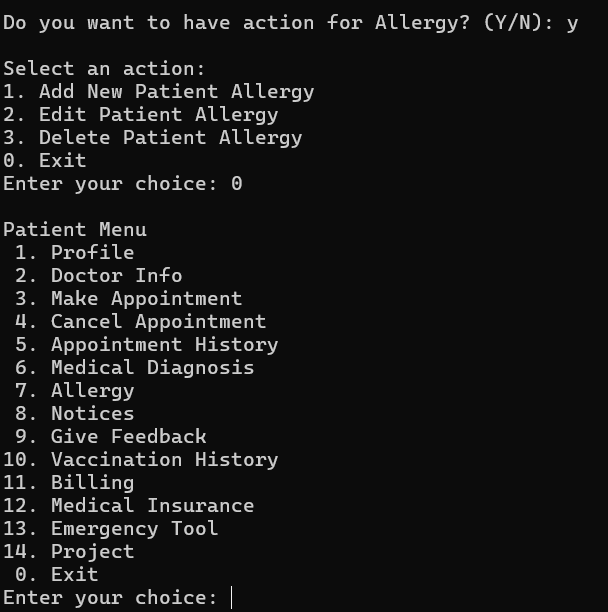 Do you want to have action for Allergy? (Y/N): y
Select an action:
1. Add New Patient Allergy
2. Edit Patient Allergy
3. Delete Patient Allergy
0. Exit
Enter your choice: 0
Patient Menu
1. Profile
2. Doctor Info
3. Make Appointment
4. Cancel Appointment
5. Appointment History
6. Medical Diagnosis
7. Allergy
8. Notices
9. Give Feedback
10. Vaccination History
11. Billing
12. Medical Insurance
13. Emergency Tool
14. Project
0. Exit
Enter your choice: